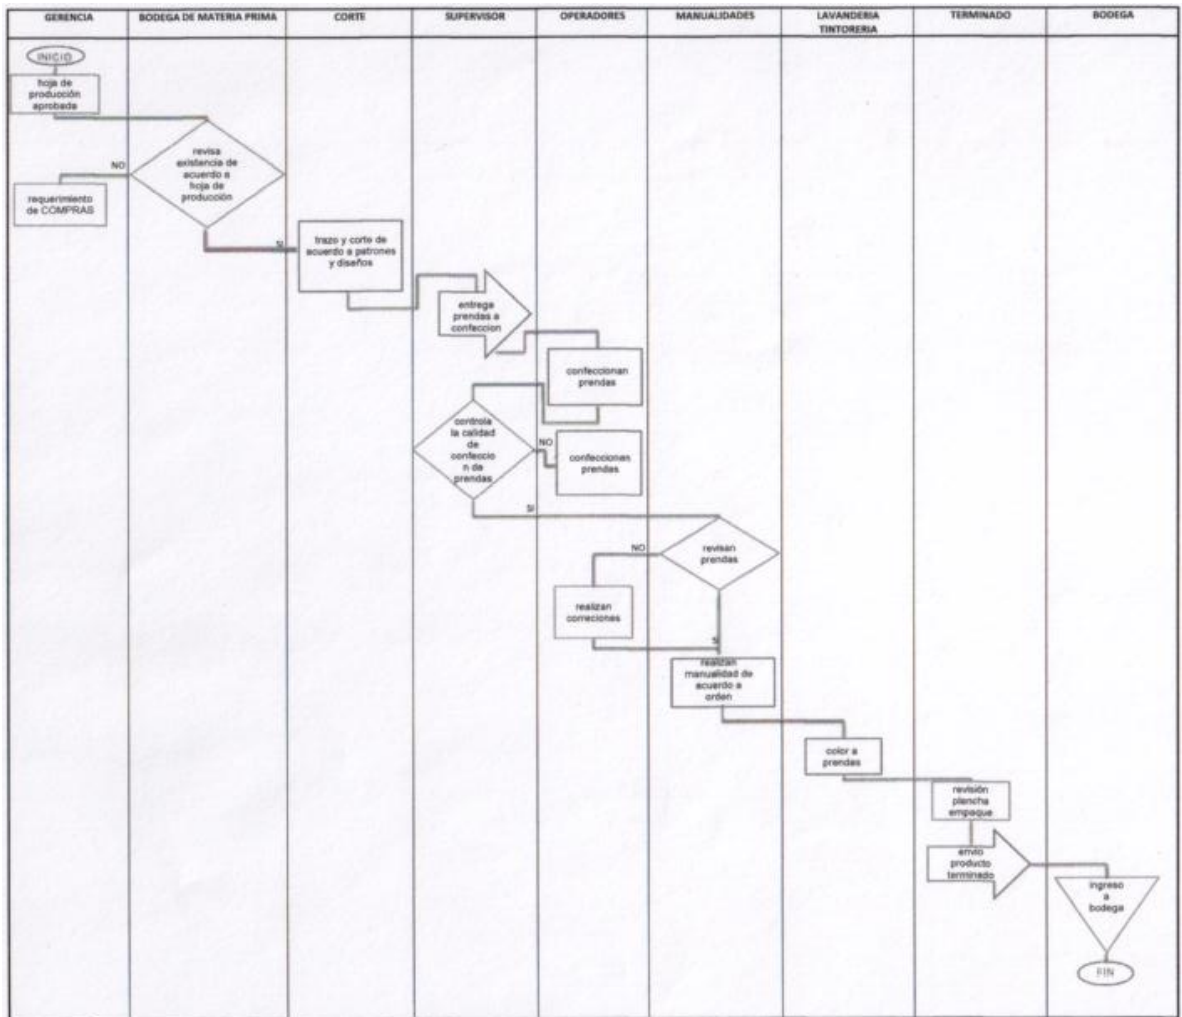 GERENCIA
BODEGA DE MATERIA PRIMA
CORTE
SUPERVISOR
OPERADORES
MANUALIDADES
LAVANDERIA
TINTORERIA
TERMINADO
BODEGA
INICIO
hoja de
producción
aprobada
revisa
existencia de
acuerdo a
hoja de
producción
NO
requerimiento
de COMPRAS
SI
trazo y corte de
acuerdo a patrones
y diseños
entrega
prendas a
confeccion
confeccionan
prendas
controla
la calidad
de
confeccio
n de
prendas
NO
confeccionan
prendas
SI
revisan
prendas
NO
realizan
correciones
SI
realizan
manualidad de
acuerdo a
orden
color a
prendas
revisión
plancha
empaque
envio
producto
terminado
ingreso
a
bodega
FIN